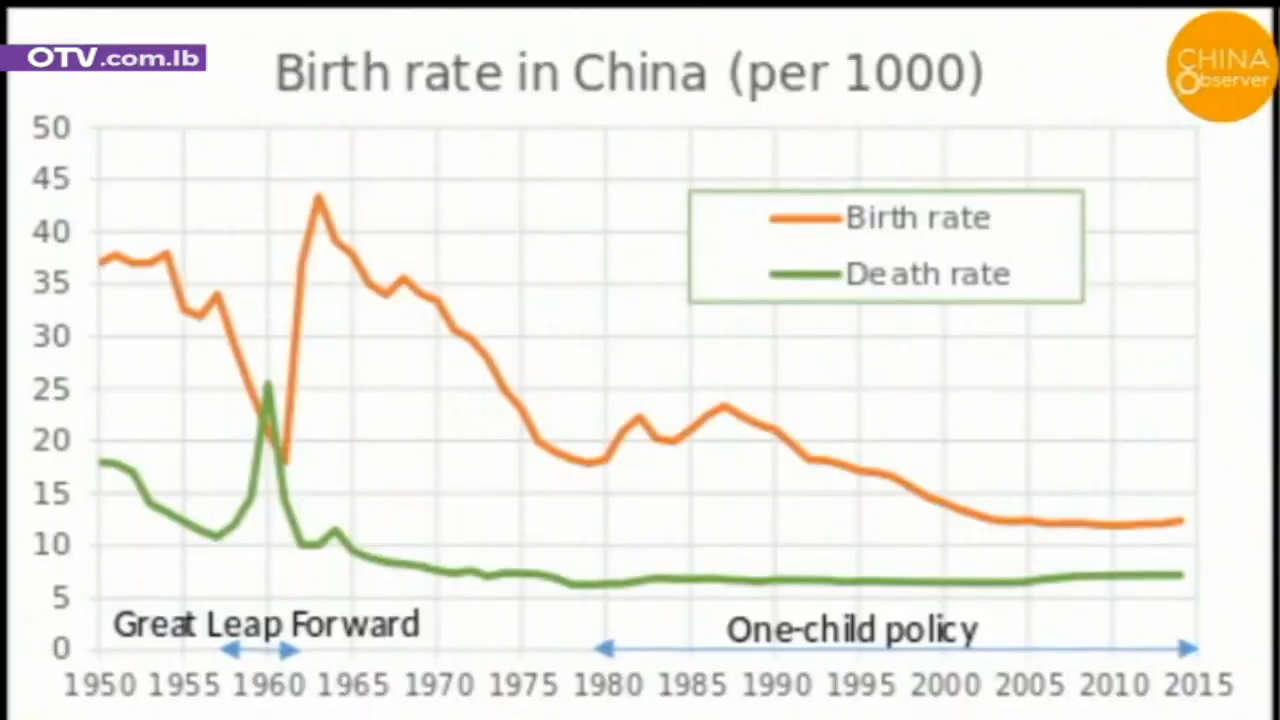 OTV.com.lb
CHINA
Observer
Birth rate in China (per 1000)
50
45
40
35
30
25
20
15
10
5
0
Birth rate
Death rate
Great Leap Forward
One-child policy
1950 1955 1960 1965 1970 1975 1980 1985 1990 1995 2000 2005 2010 2015